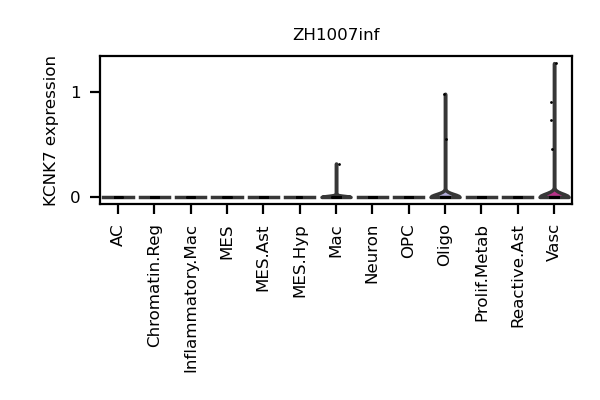 ZH1007inf
KCNK7 expression
1
0
AC
Chromatin.Reg
Inflammatory.Mac
MES
MES.Ast
MES.Hyp
Mac
Neuron
OPC
Oligo
Prolif.Metab
Reactive.Ast
Vasc